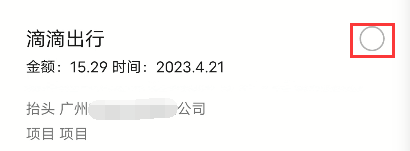 滴滴出行
金额：15.29 时间：2023.4.21
抬头 广州 公司
项目 项目